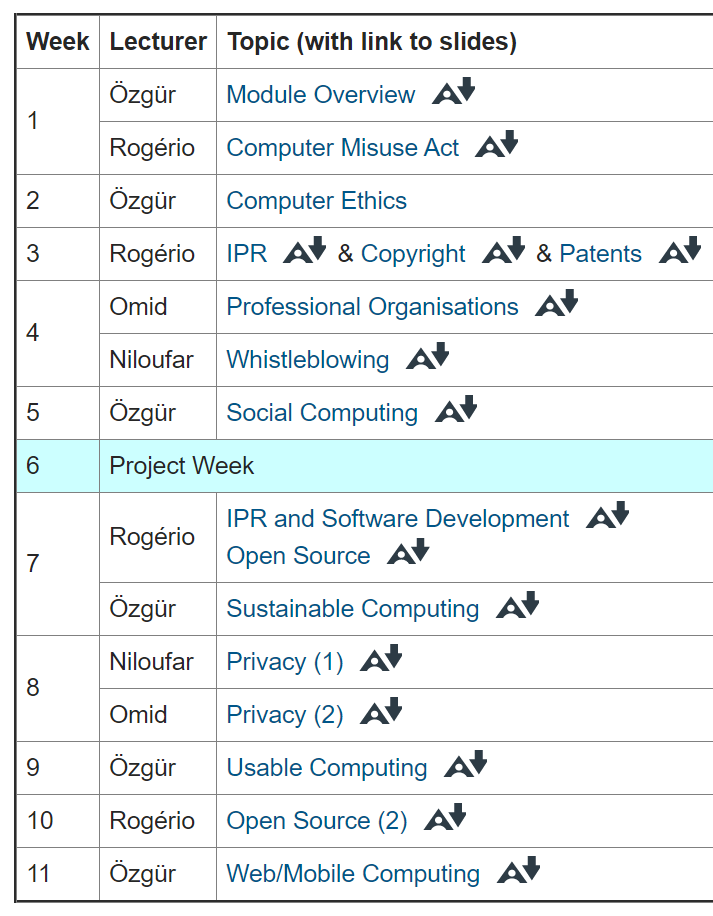 Week Lecturer Topic (with link to slides)
1 Özgür Module Overview
Rogério Computer Misuse Act
2 Özgür Computer Ethics
3 Rogério IPR & Copyright & Patents
4 Omid Professional Organisations
Niloufar Whistleblowing
5 Özgür Social Computing
6 Project Week
7 Rogério IPR and Software Development
Open Source
Özgür Sustainable Computing
8 Niloufar Privacy (1)
Omid Privacy (2)
9 Özgür Usable Computing
10 Rogério Open Source (2)
11 Özgür Web/Mobile Computing